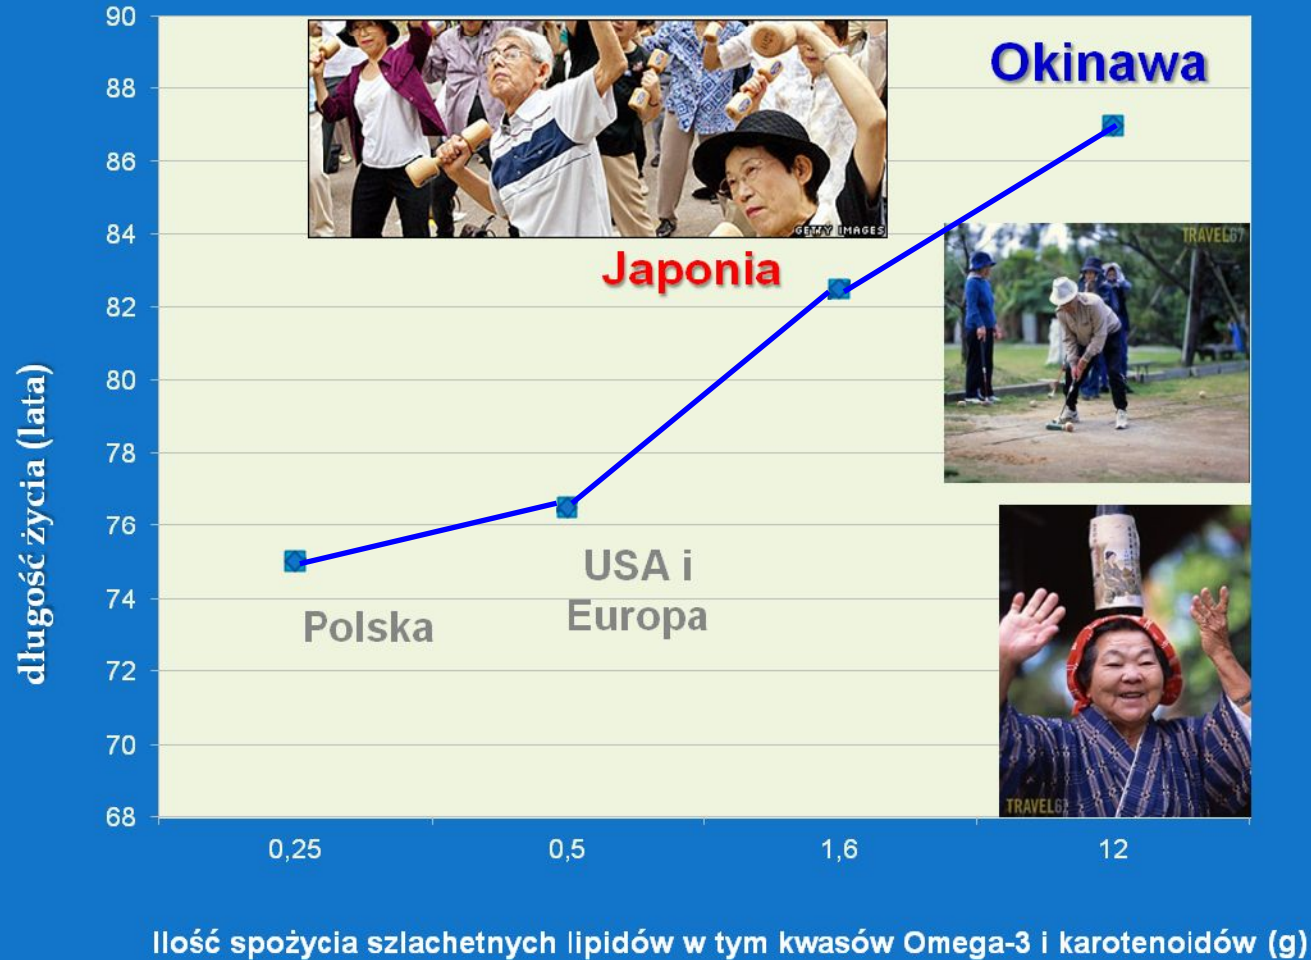 90
88
86
84
82
80
78
76
74
72
70
68
długość życia (lata)
Okinawa
GETTY IMAGES
Japonia
TRAVEL67
USA i
Europa
Polska
TRAVEL67
0,25
0,5
1,6
12
Ilość spożycia szlachetnych lipidów w tym kwasów Omega-3 i karotenoidów (g)